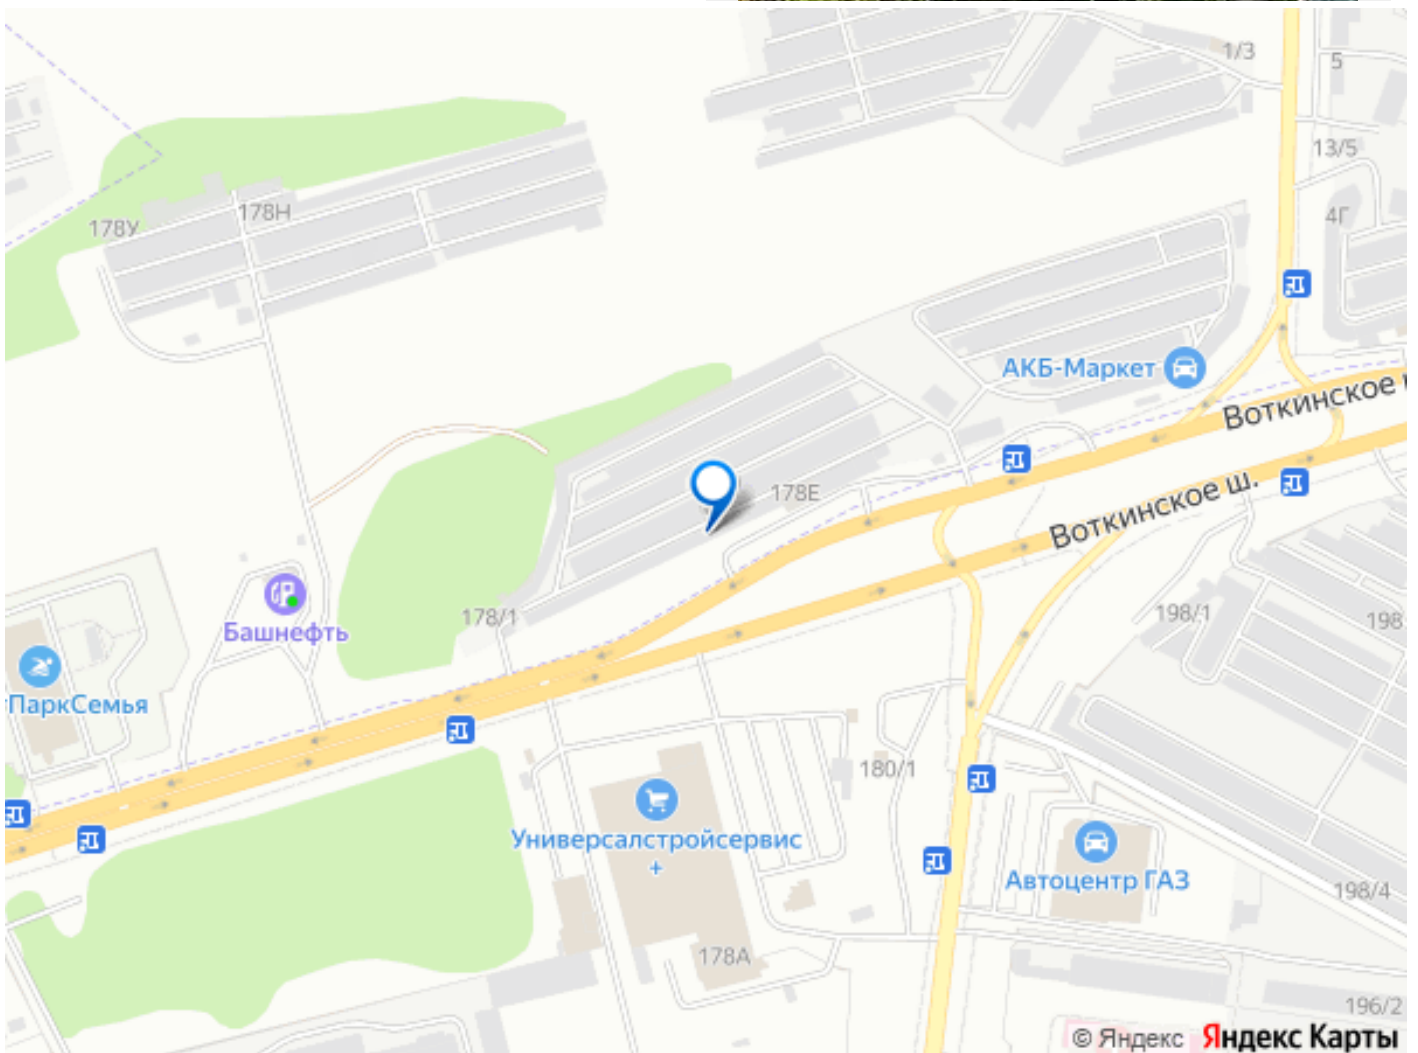 1/3
5
13/5
178У
178Н
4Г
АКБ-Маркет
Воткинское
178Е
Воткинское ш.
178/1
Башнефть
198/1
198
ПаркСемья
180/1
Универсалстройсервис
+
Автоцентр ГАЗ
198/4
178А
196/2
© Яндекс Яндекс Карты